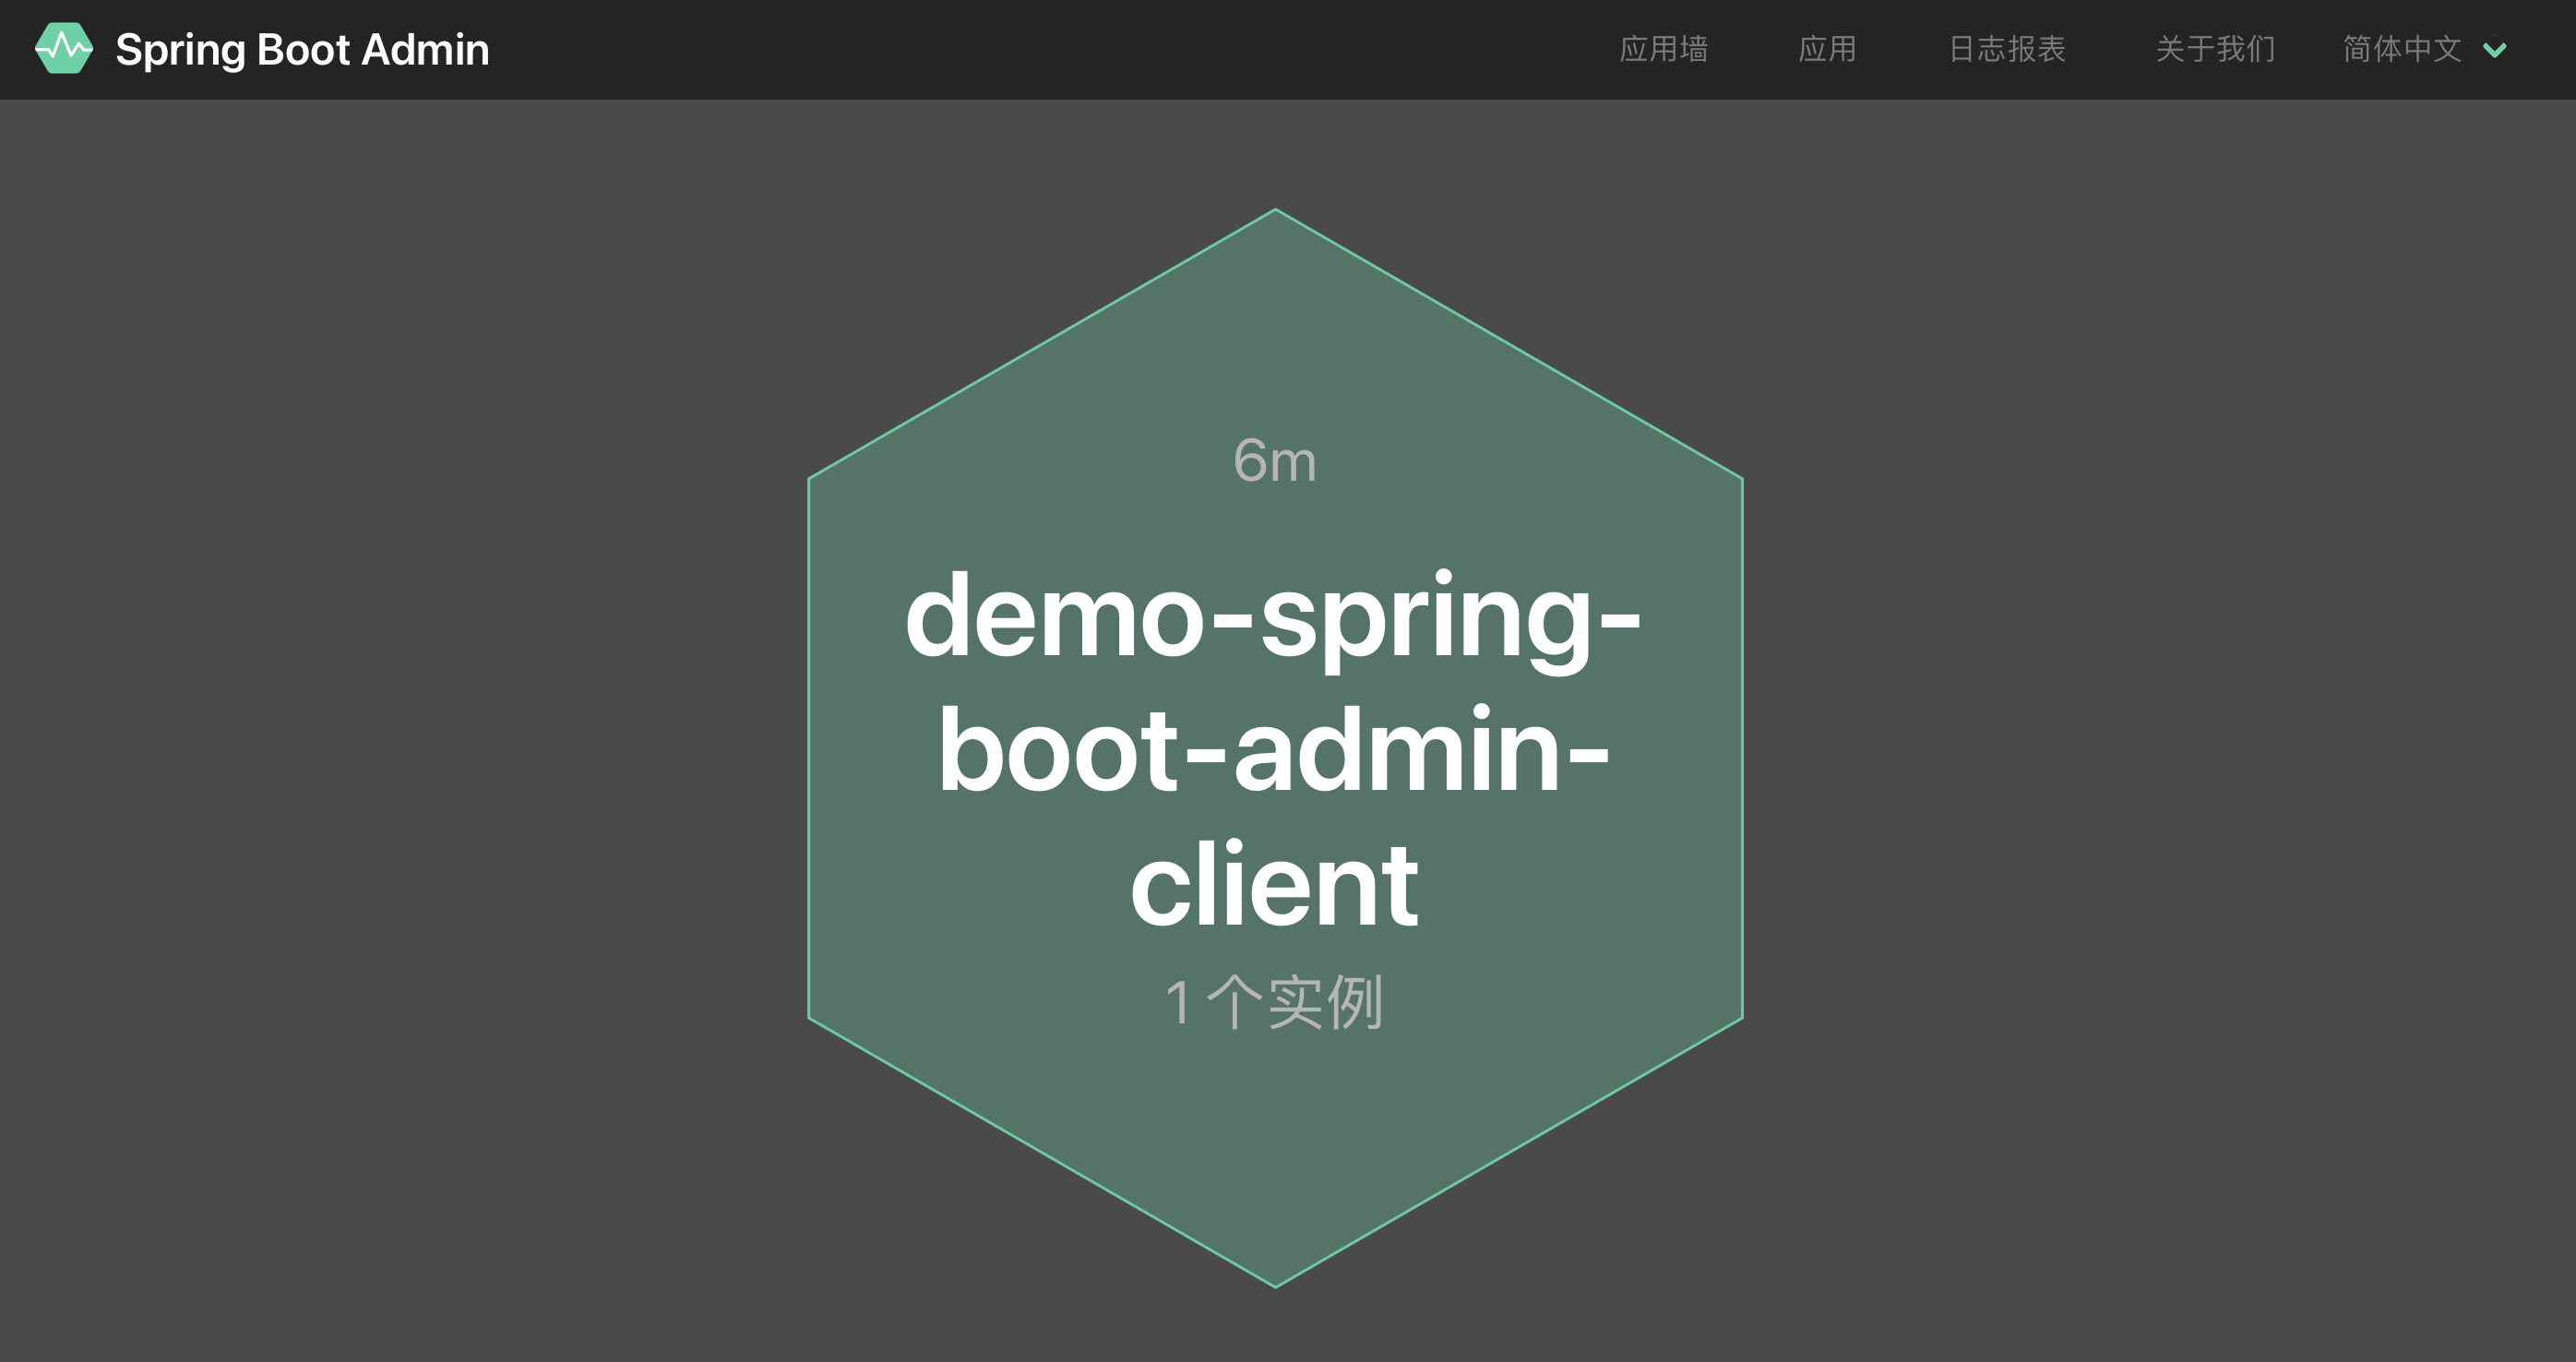 Spring Boot Admin
应用墙
应用
日志报表
关于我们
简体中文
6m
demo-spring-
boot-admin-
client
1 个实例